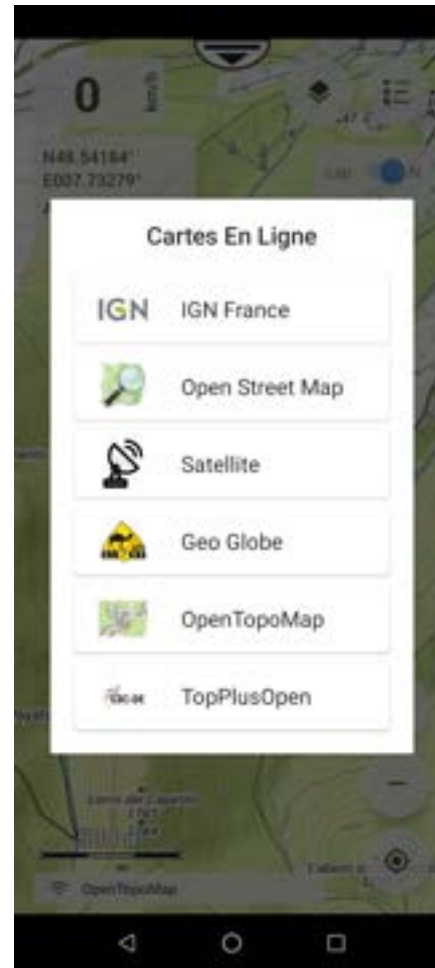 0
km/h
N48.54184°
E007.73279°
N
Cartes En Ligne
IGN
IGN France
Open Street Map
Satellite
Geo Globe
OpenTopoMap
TopPlusOpen
OpenTopoMap